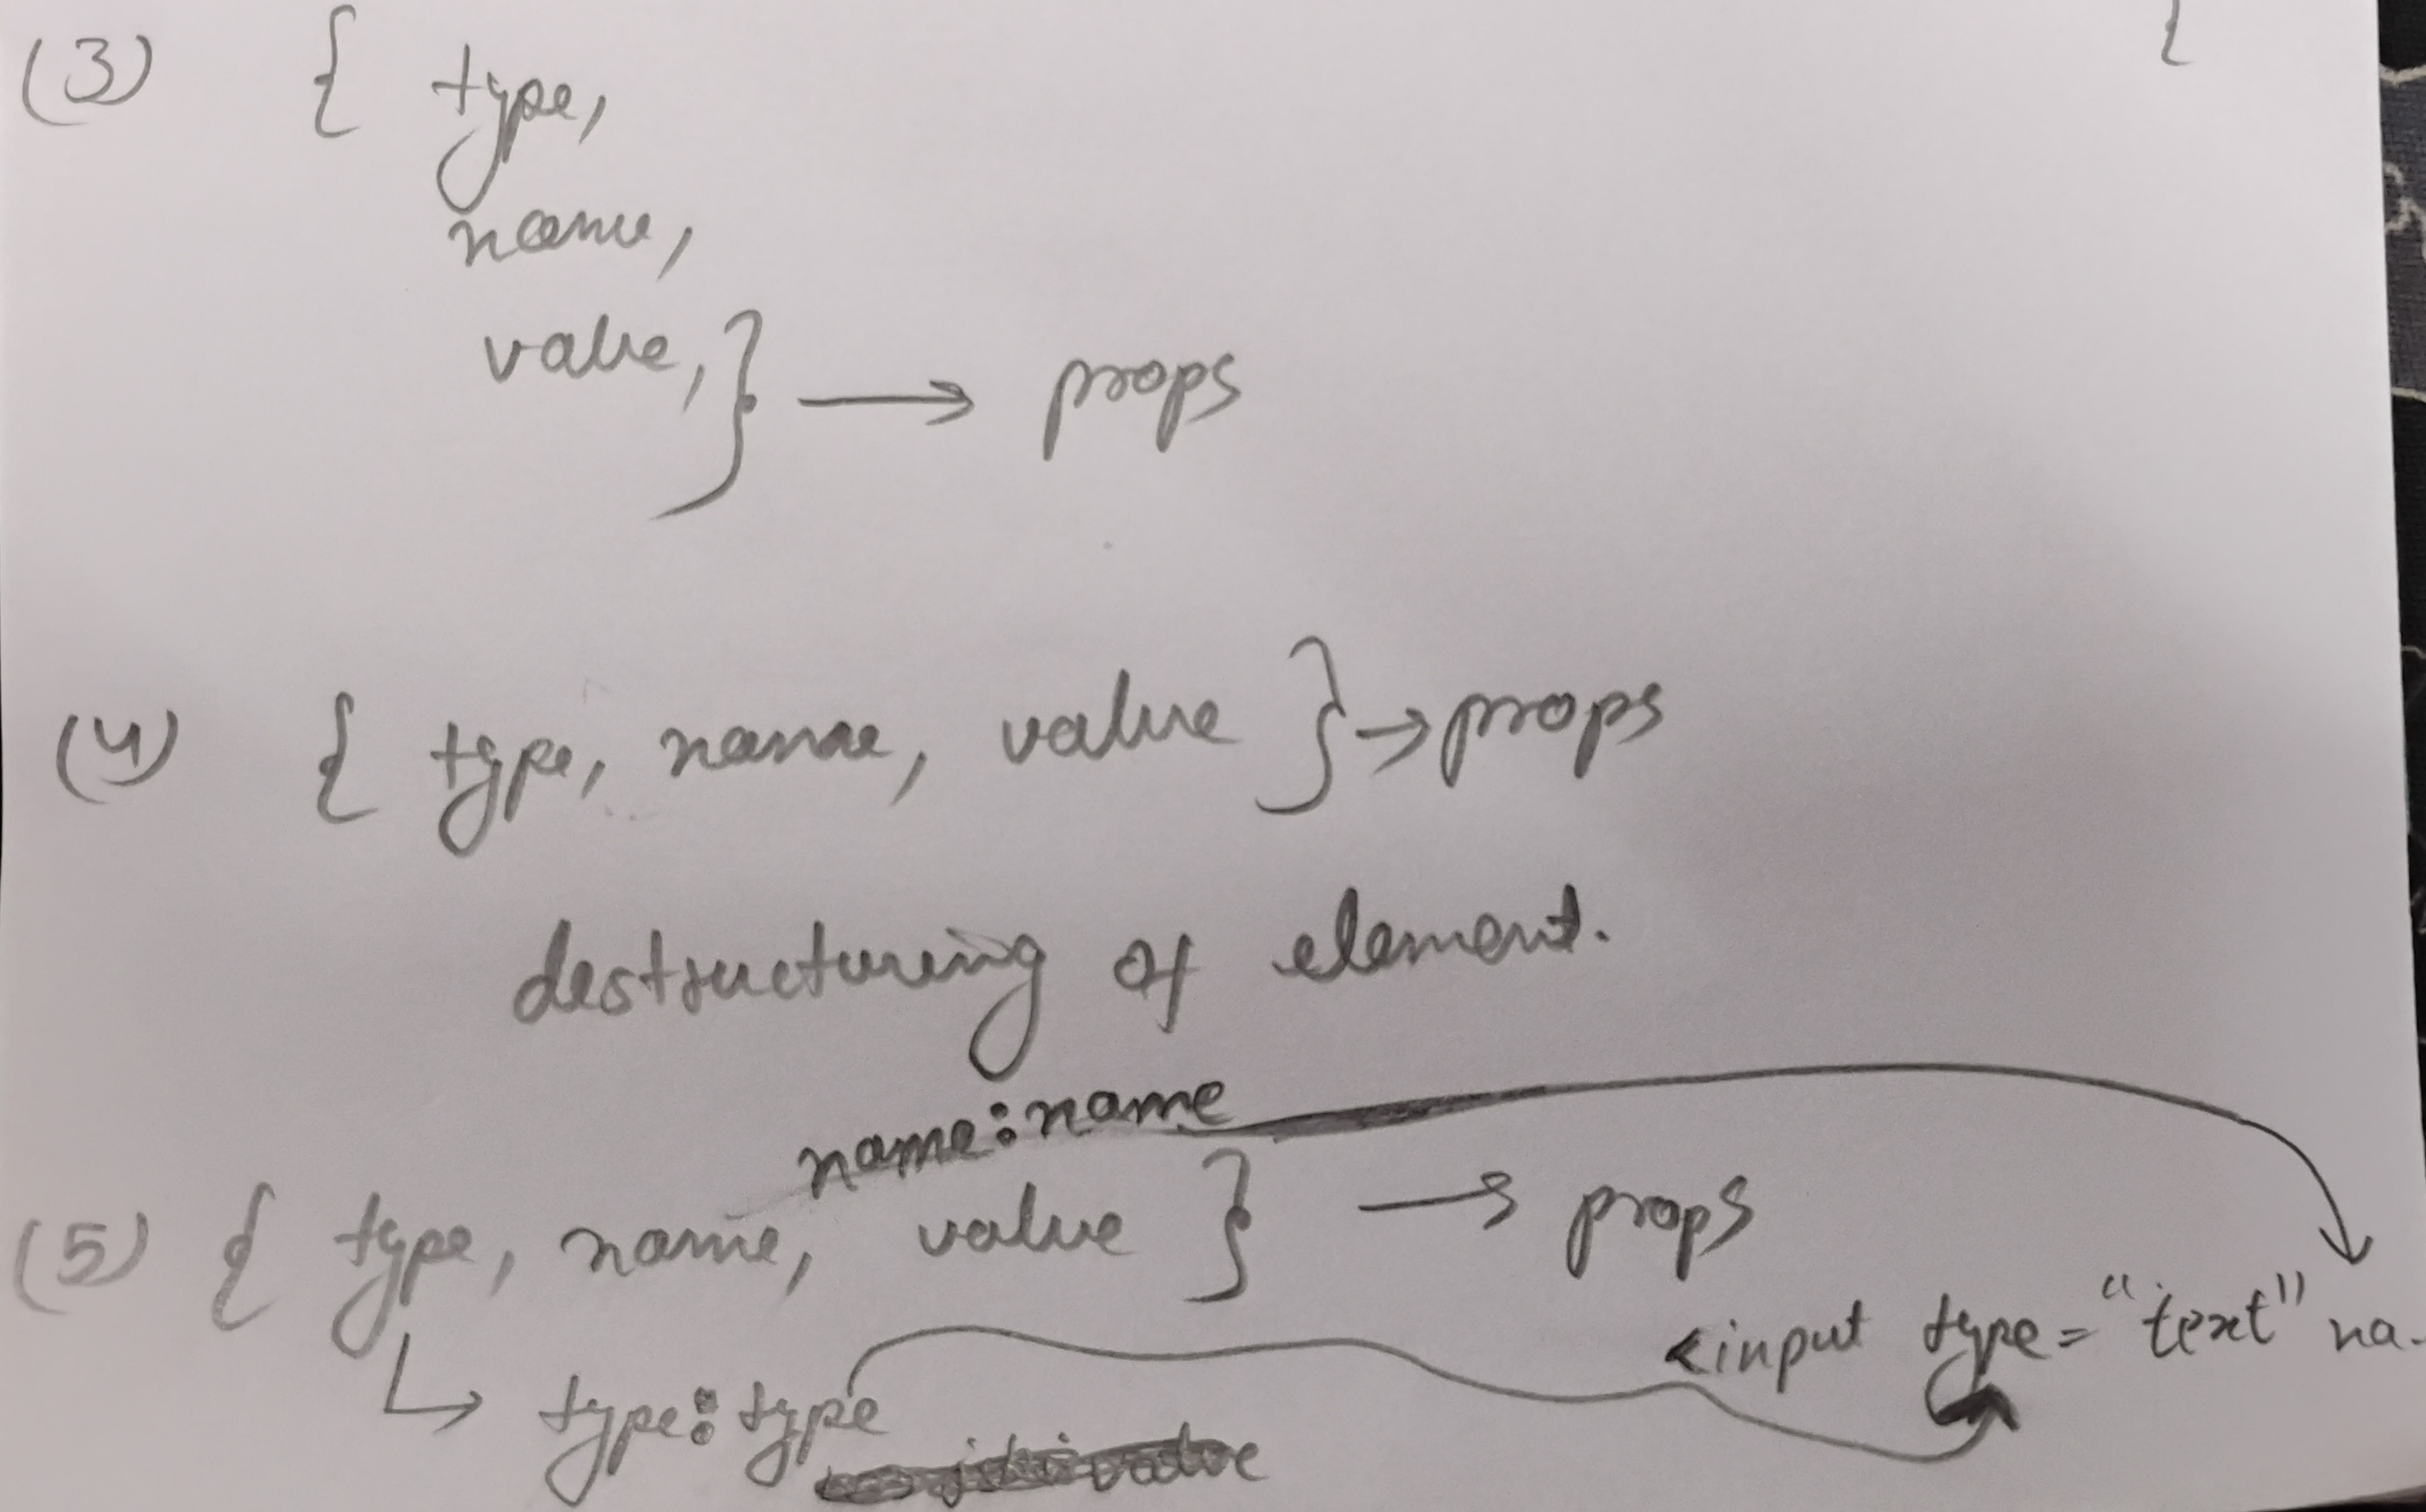 (3) { type,
name,
value,} → props
{
(4) { type, name, value } → props
destructuring of element.
name:name
(5) { type, name, value } → props
<input type="text" na
↳ type:type
value